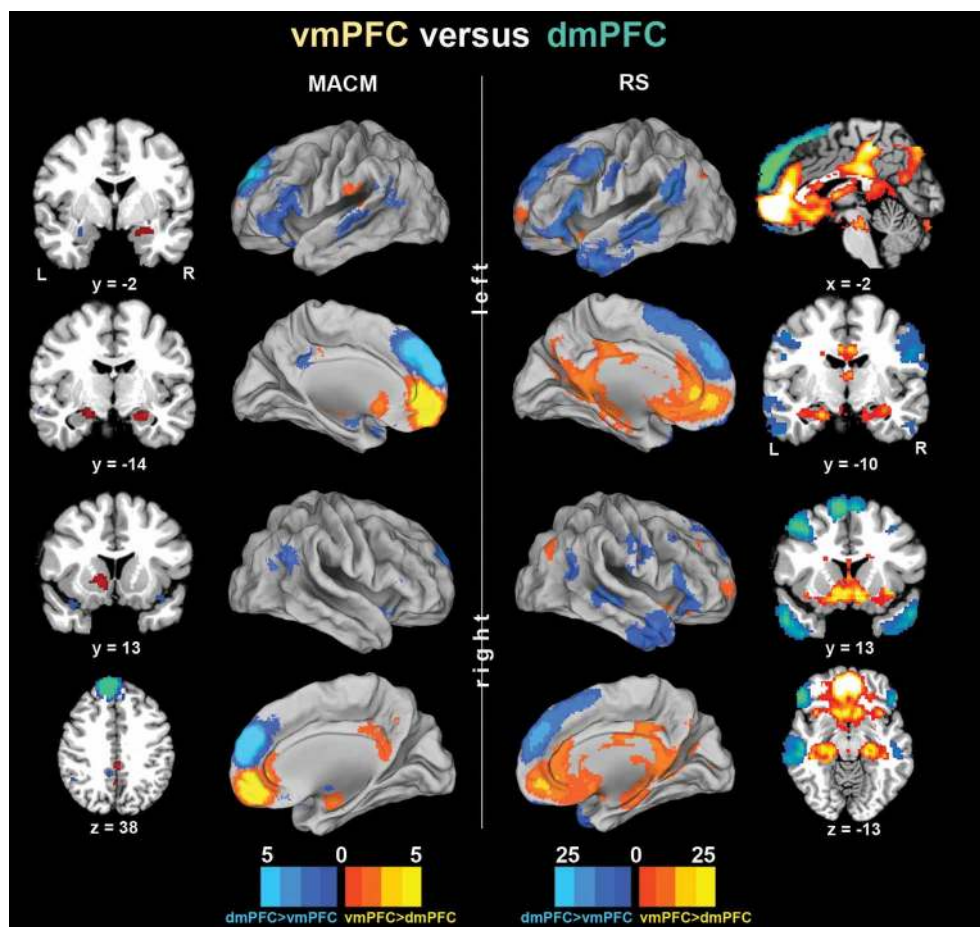 vmPFC versus dmPFC
MACM
RS
L R
y = -2
x = -2
left
y = -14
L R
y = -10
y = 13
y = 13
right
z = 38
z = -13
5 0 5
25 0 25
dmPFC>vmPFC vmPFC>dmPFC
dmPFC>vmPFC vmPFC>dmPFC